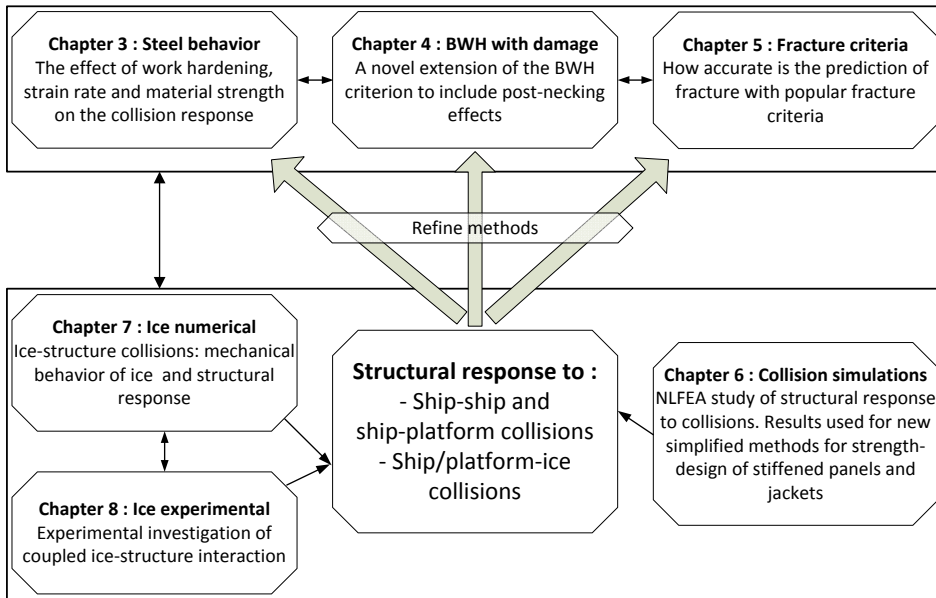 Chapter 3 : Steel behavior
The effect of work hardening,
strain rate and material strength
on the collision response
Chapter 4 : BWH with damage
A novel extension of the BWH
criterion to include post-necking
effects
Chapter 5 : Fracture criteria
How accurate is the prediction of
fracture with popular fracture
criteria
Refine methods
Chapter 7 : Ice numerical
Ice-structure collisions: mechanical
behavior of ice and structural
response
Chapter 8 : Ice experimental
Experimental investigation of
coupled ice-structure interaction
Structural response to :
- Ship-ship and
ship-platform collisions
- Ship/platform-ice
collisions
Chapter 6 : Collision simulations
NLFEA study of structural response
to collisions. Results used for new
simplified methods for strength-
design of stiffened panels and
jackets